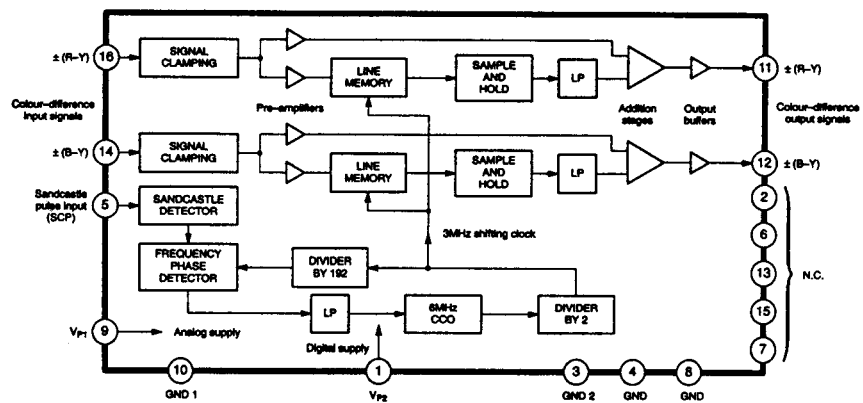 ± (R–Y)
16
SIGNAL
CLAMPING
LINE
MEMORY
SAMPLE
AND
HOLD
LP
11
± (R–Y)
Colour–difference
input signals
Pre–amplifiers
Addition
stages
Output
buffers
Colour–difference
output signals
± (B–Y)
14
SIGNAL
CLAMPING
LINE
MEMORY
SAMPLE
AND
HOLD
LP
12
± (B–Y)
Sandcastle
pulse input
(SCP)
5
SANDCASTLE
DETECTOR
2
3MHz shifting clock
6
FREQUENCY
PHASE
DETECTOR
DIVIDER
BY 192
13
N.C.
LP
6MHz
CCO
DIVIDER
BY 2
15
VP1
9
Analog supply
Digital supply
7
10
GND 1
1
VP2
3
GND 2
4
GND
8
GND